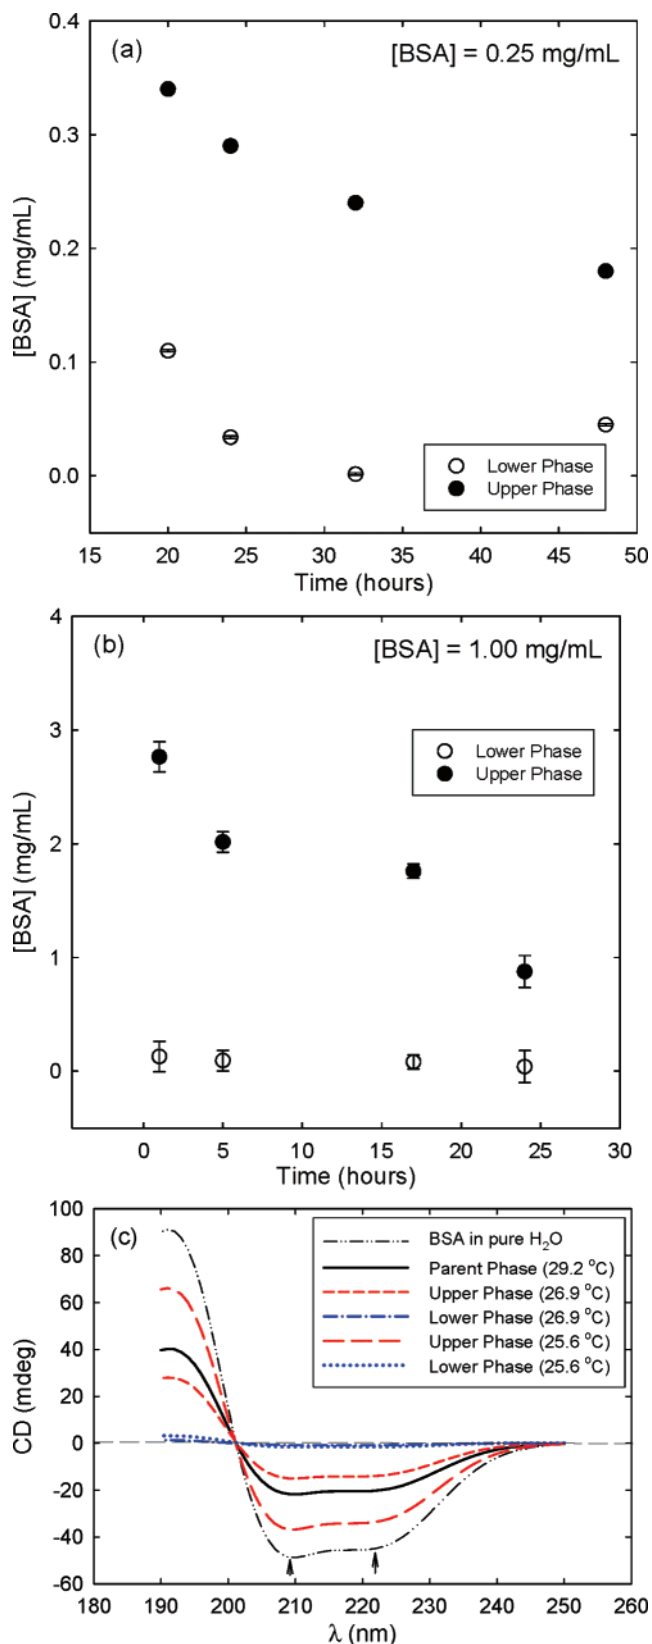 (a)
[BSA] = 0.25 mg/mL
0.4
0.3
0.2
0.1
0.0
[BSA] (mg/mL)
Lower Phase
Upper Phase
15 20 25 30 35 40 45 50
Time (hours)
(b)
[BSA] = 1.00 mg/mL
4
3
2
1
0
[BSA] (mg/mL)
Lower Phase
Upper Phase
0 5 10 15 20 25 30
Time (hours)
(c)
100
80
60
40
20
0
-20
-40
-60
CD (mdeg)
BSA in pure H₂O
Parent Phase (29.2 °C)
Upper Phase (26.9 °C)
Lower Phase (26.9 °C)
Upper Phase (25.6 °C)
Lower Phase (25.6 °C)
180 190 200 210 220 230 240 250 260
λ (nm)